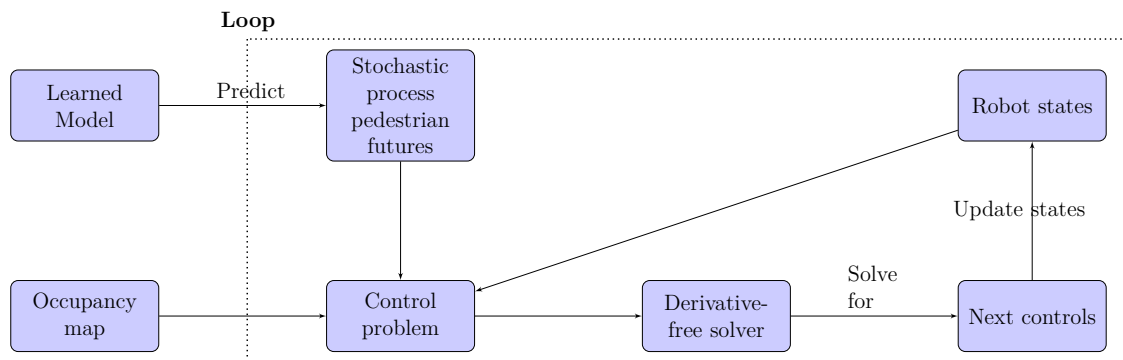 Loop
Learned
Model
Predict
Stochastic
process
pedestrian
futures
Robot states
Update states
Occupancy
map
Control
problem
Derivative-
free solver
Solve
for
Next controls